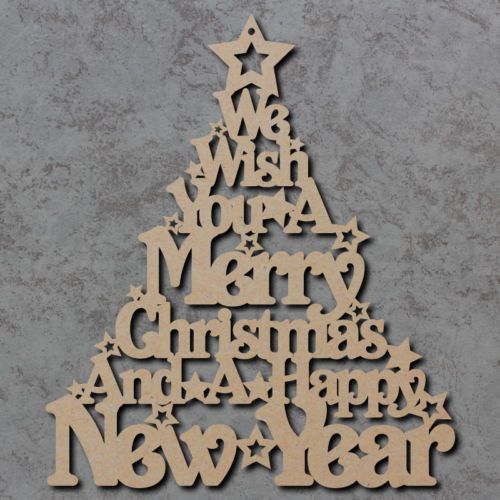 We
Wish
You A
Merry
Christmas
And A Happy
New Year